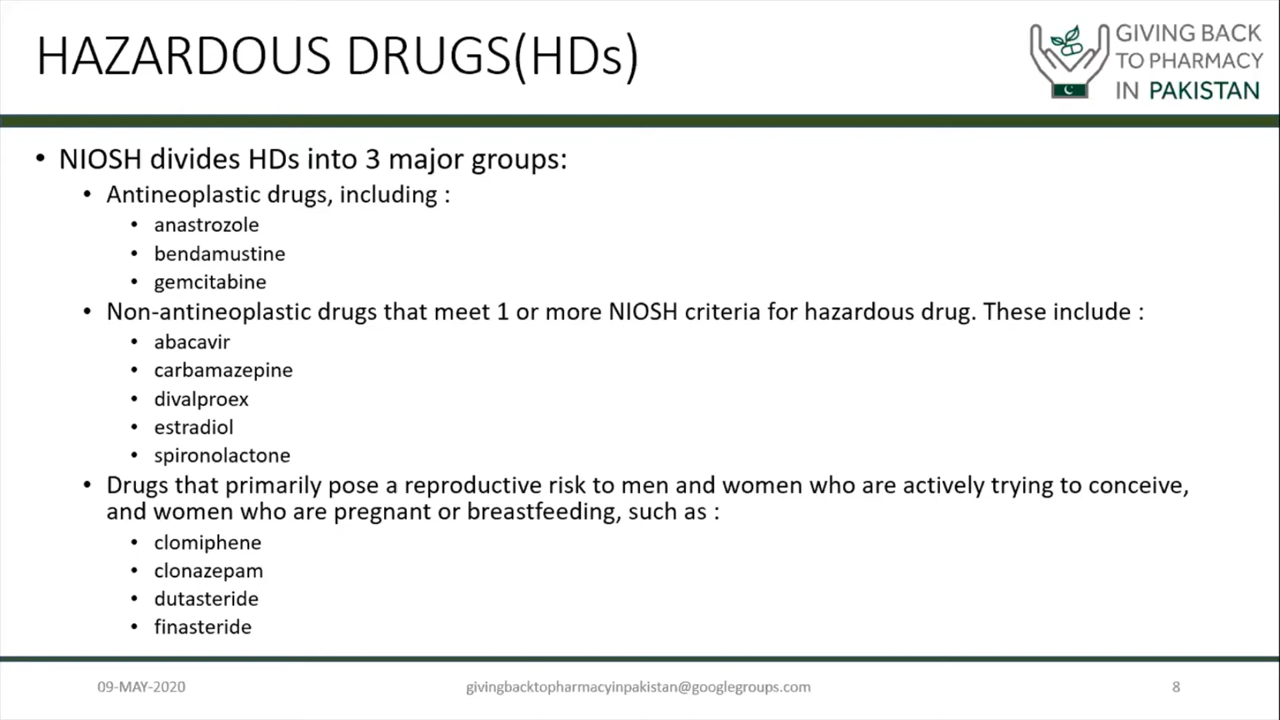 HAZARDOUS DRUGS(HDs)
GIVING BACK
TO PHARMACY
IN PAKISTAN
• NIOSH divides HDs into 3 major groups:
• Antineoplastic drugs, including :
• anastrozole
• bendamustine
• gemcitabine
• Non-antineoplastic drugs that meet 1 or more NIOSH criteria for hazardous drug. These include :
• abacavir
• carbamazepine
• divalproex
• estradiol
• spironolactone
• Drugs that primarily pose a reproductive risk to men and women who are actively trying to conceive,
and women who are pregnant or breastfeeding, such as :
• clomiphene
• clonazepam
• dutasteride
• finasteride
09-MAY-2020
givingbacktopharmacyinpakistan@googlegroups.com
8